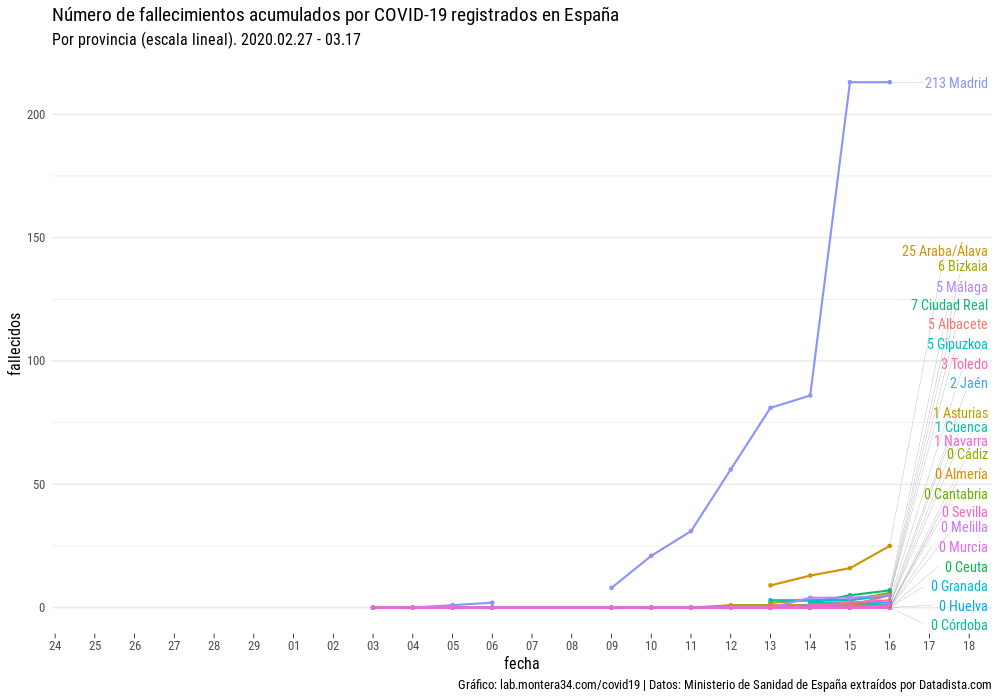 Número de fallecimientos acumulados por COVID-19 registrados en España
Por provincia (escala lineal). 2020.02.27 - 03.17
fallecidos
200
150
100
50
0
213 Madrid
25 Araba/Álava
6 Bizkaia
5 Málaga
7 Ciudad Real
5 Albacete
5 Gipuzkoa
3 Toledo
2 Jaén
1 Asturias
1 Cuenca
1 Navarra
0 Cádiz
0 Almería
0 Cantabria
0 Sevilla
0 Melilla
0 Murcia
0 Ceuta
0 Granada
0 Huelva
0 Córdoba
24 25 26 27 28 29 01 02 03 04 05 06 07 08 09 10 11 12 13 14 15 16 17 18
fecha
Gráfico: lab.montera34.com/covid19 | Datos: Ministerio de Sanidad de España extraídos por Datadista.com